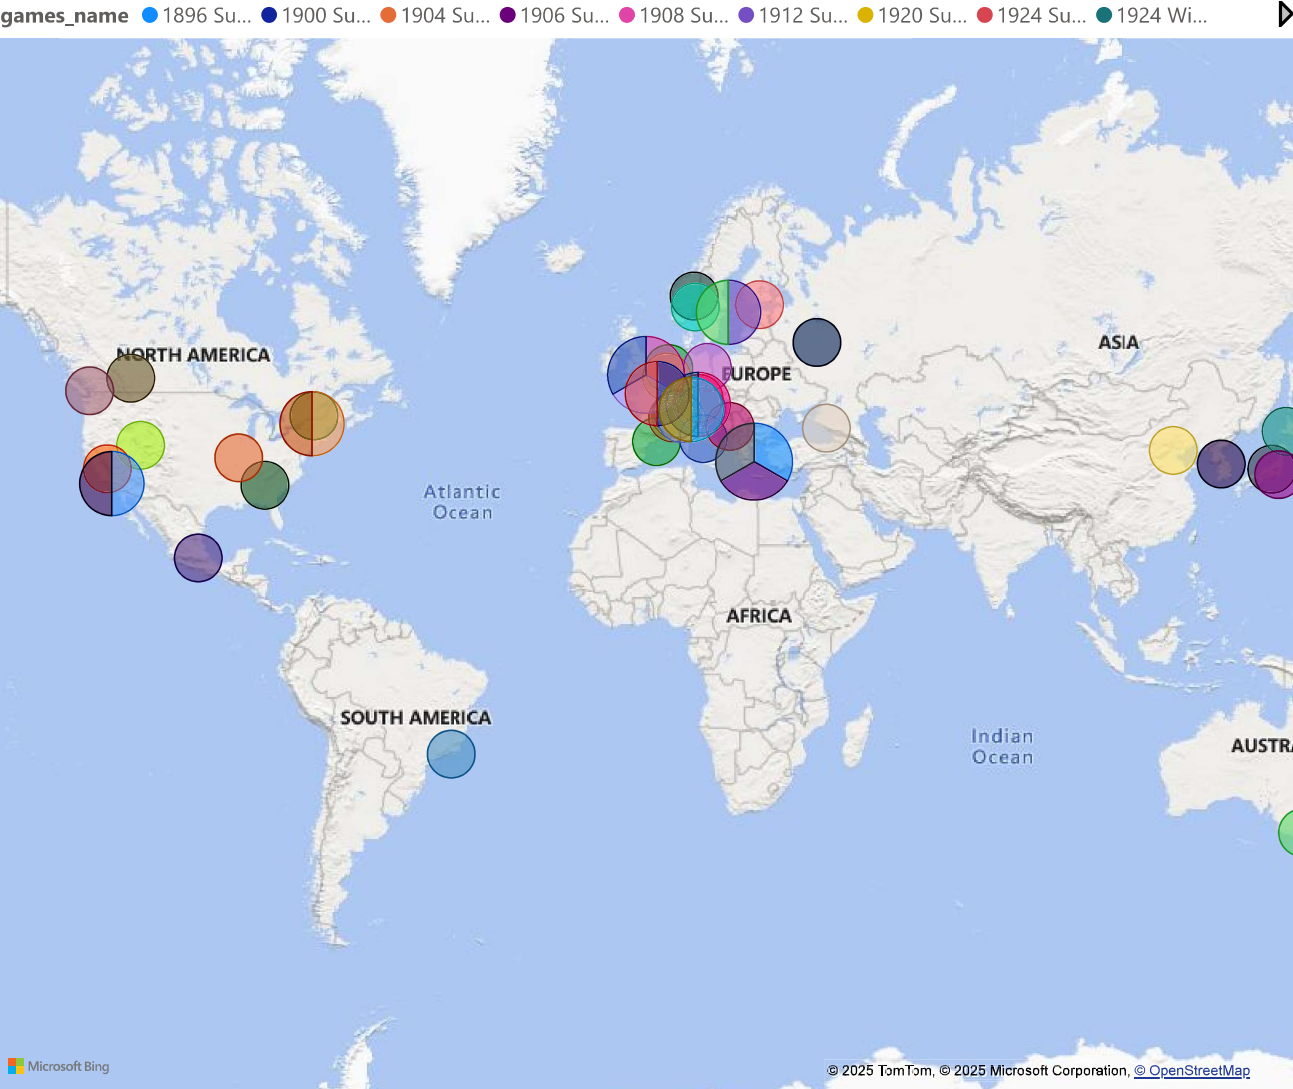 games_name 1896 Su... 1900 Su... 1904 Su... 1906 Su... 1908 Su... 1912 Su... 1920 Su... 1924 Su... 1924 Wi...
ASIA
NORTH AMERICA
EUROPE
Atlantic
Ocean
AFRICA
SOUTH AMERICA
Indian
Ocean
AUSTRA
Microsoft Bing
© 2025 TomTom, © 2025 Microsoft Corporation, © OpenStreetMap